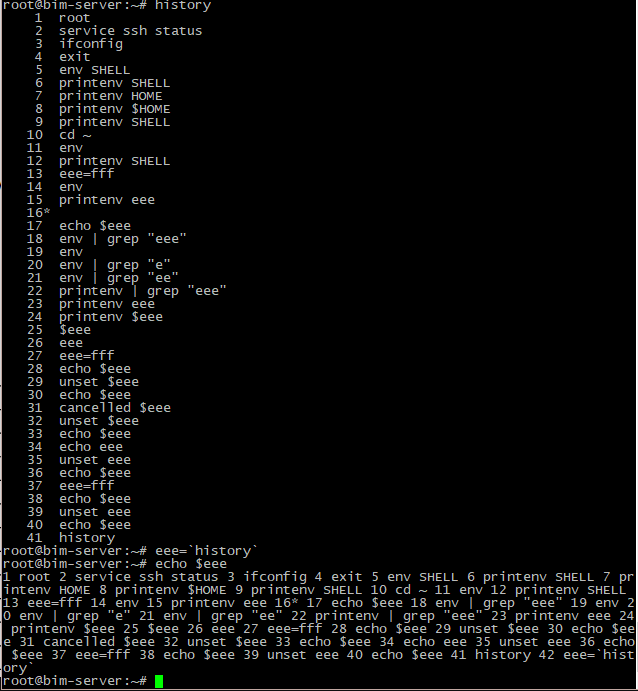 root@bim-server:~# history
    1  root
    2  service ssh status
    3  ifconfig
    4  exit
    5  env SHELL
    6  printenv SHELL
    7  printenv HOME
    8  printenv $HOME
    9  printenv SHELL
   10  cd ~
   11  env
   12  printenv SHELL
   13  eee=fff
   14  env
   15  printenv eee
   16*
   17  echo $eee
   18  env | grep "eee"
   19  env
   20  env | grep "e"
   21  env | grep "ee"
   22  printenv | grep "eee"
   23  printenv eee
   24  printenv $eee
   25  $eee
   26  eee
   27  eee=fff
   28  echo $eee
   29  unset $eee
   30  echo $eee
   31  cancelled $eee
   32  unset $eee
   33  echo $eee
   34  echo eee
   35  unset eee
   36  echo $eee
   37  eee=fff
   38  echo $eee
   39  unset eee
   40  echo $eee
   41  history
root@bim-server:~# eee=`history`
root@bim-server:~# echo $eee
1 root 2 service ssh status 3 ifconfig 4 exit 5 env SHELL 6 printenv SHELL 7 pr
intenv HOME 8 printenv $HOME 9 printenv SHELL 10 cd ~ 11 env 12 printenv SHELL
13 eee=fff 14 env 15 printenv eee 16* 17 echo $eee 18 env | grep "eee" 19 env 2
0 env | grep "e" 21 env | grep "ee" 22 printenv | grep "eee" 23 printenv eee 24
 printenv $eee 25 $eee 26 eee 27 eee=fff 28 echo $eee 29 unset $eee 30 echo $ee
e 31 cancelled $eee 32 unset $eee 33 echo $eee 34 echo eee 35 unset eee 36 echo
 $eee 37 eee=fff 38 echo $eee 39 unset eee 40 echo $eee 41 history 42 eee=`hist
ory`
root@bim-server:~#